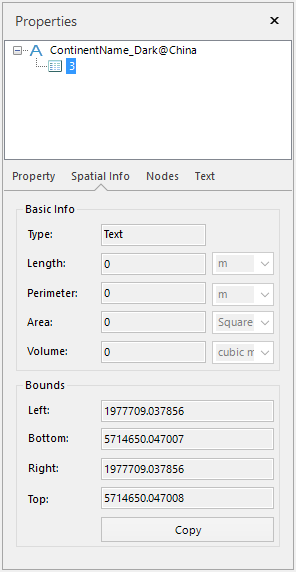 Properties
ContinentName_Dark@China
3
Property Spatial Info Nodes Text
Basic Info
Type: Text
Length: 0 m
Perimeter: 0 m
Area: 0 Square
Volume: 0 cubic m
Bounds
Left: 1977709.037856
Bottom: 5714650.047007
Right: 1977709.037856
Top: 5714650.047008
Copy